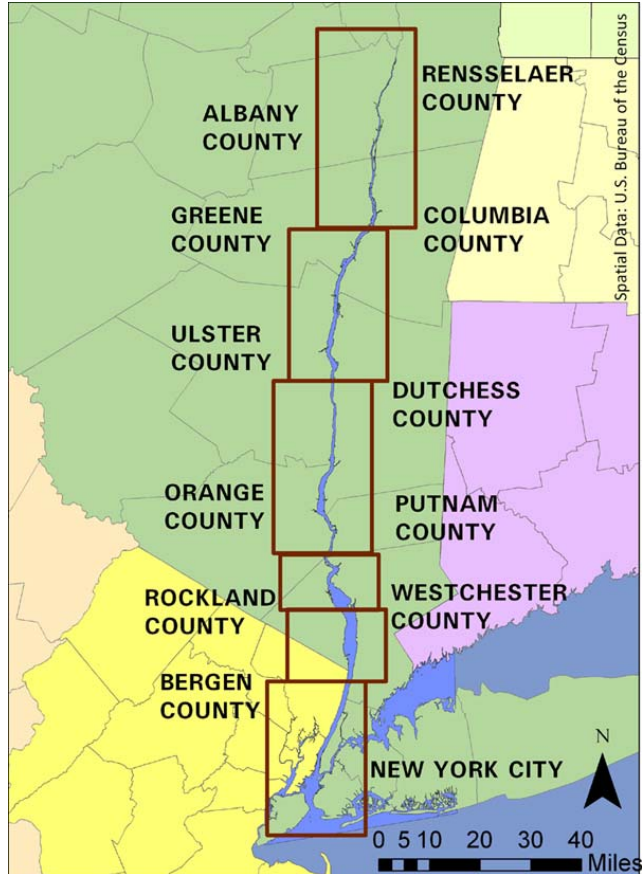 RENSSELAER
COUNTY
ALBANY
COUNTY
Spatial Data: U.S. Bureau of the Census
GREENE
COUNTY
COLUMBIA
COUNTY
ULSTER
COUNTY
DUTCHESS
COUNTY
ORANGE
COUNTY
PUTNAM
COUNTY
ROCKLAND
COUNTY
WESTCHESTER
COUNTY
BERGEN
COUNTY
NEW YORK CITY
N
0 5 10 20 30 40
Miles